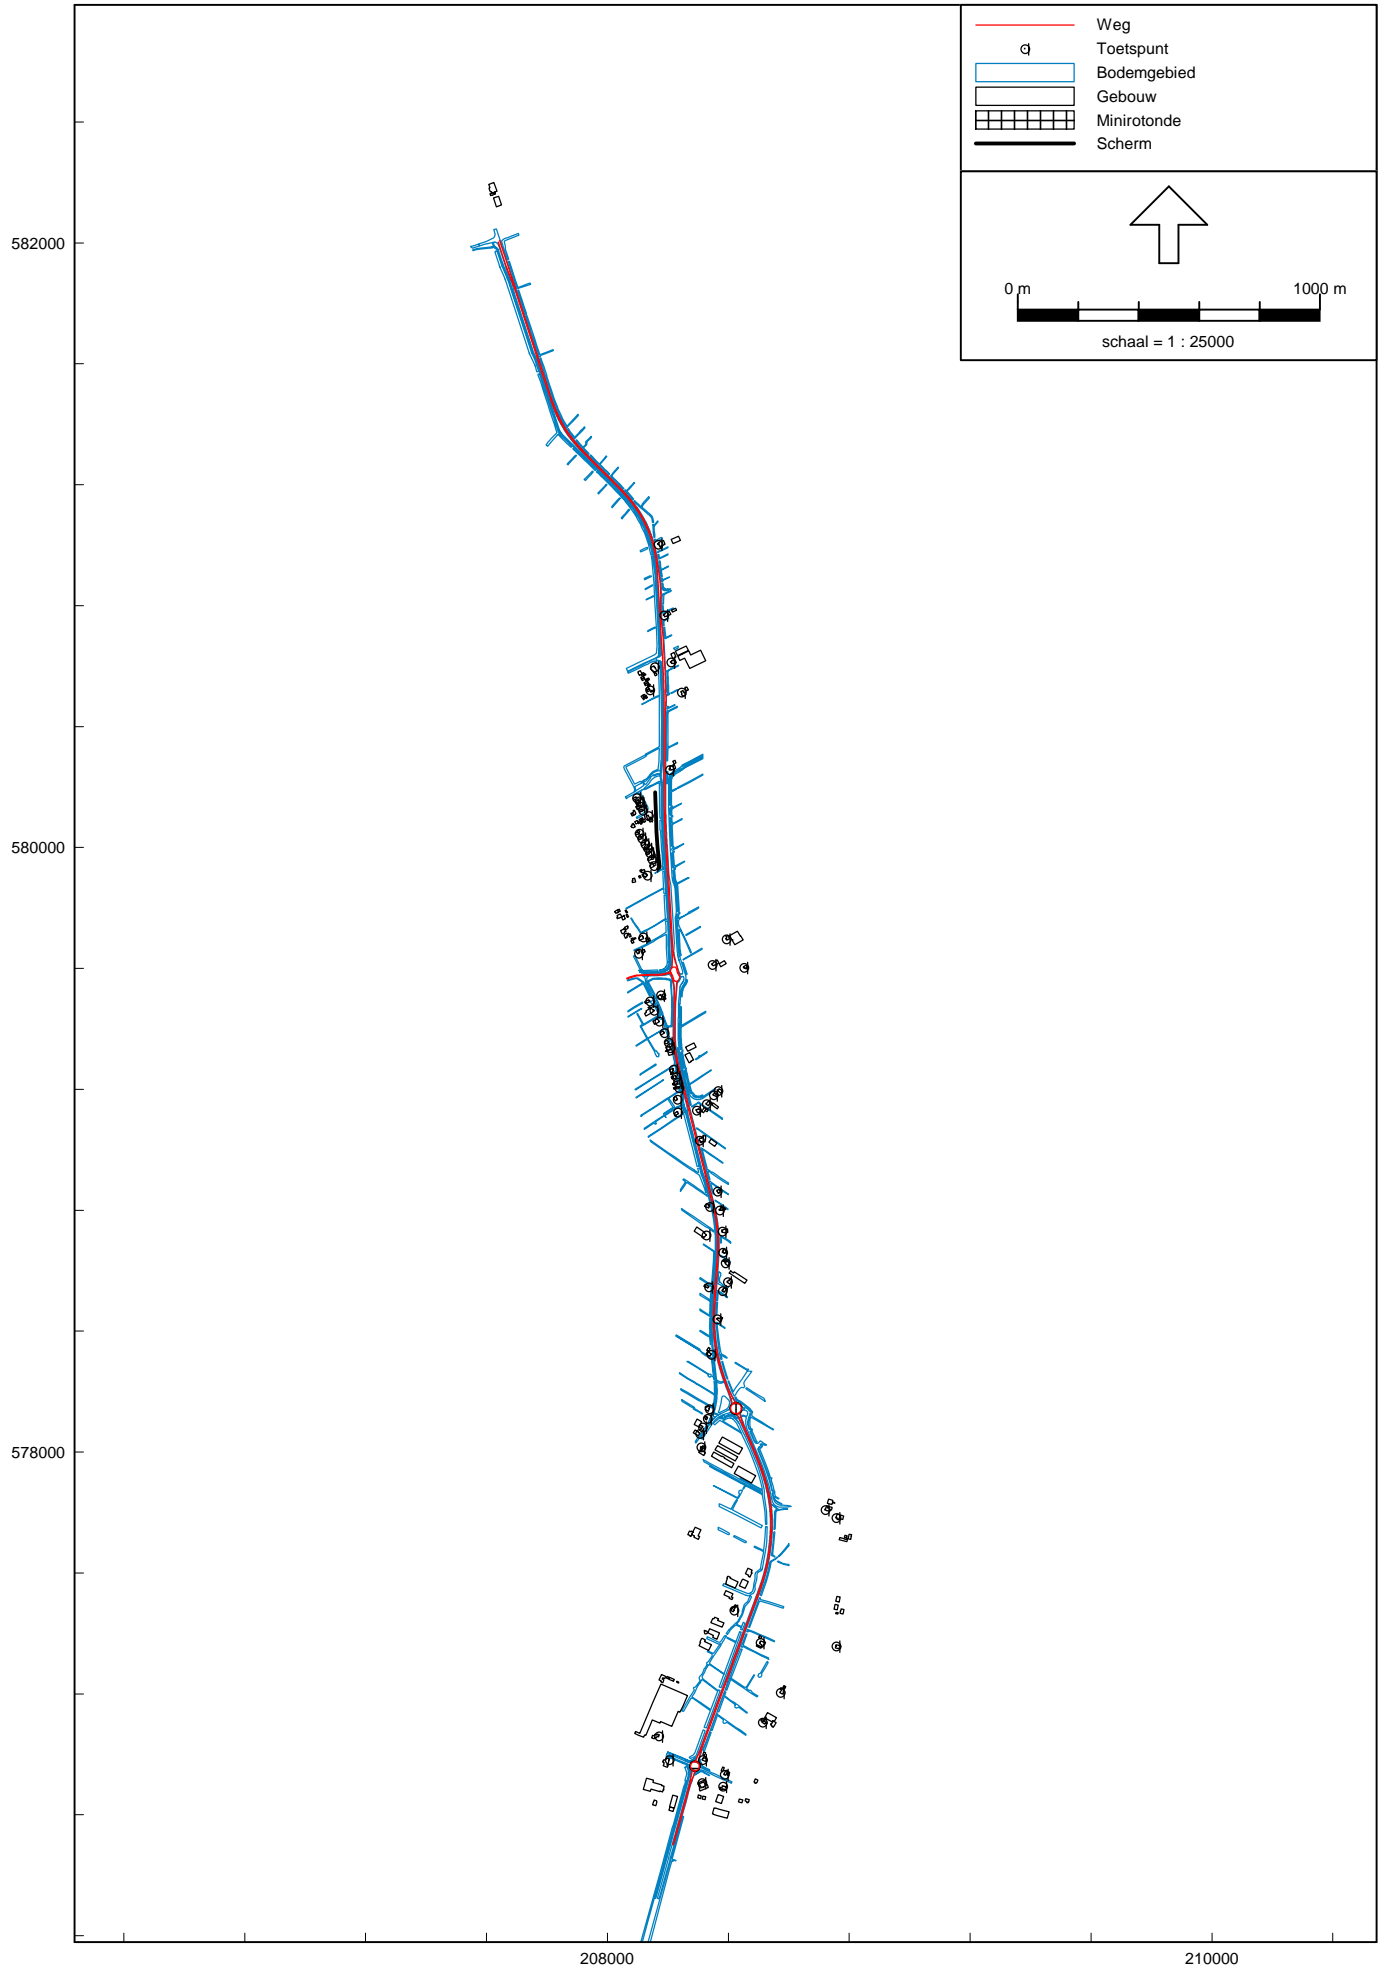 Weg
Toetspunt
Bodemgebied
Gebouw
Minirotonde
Scherm
0 m 1000 m
schaal = 1 : 25000
582000
580000
578000
208000 210000